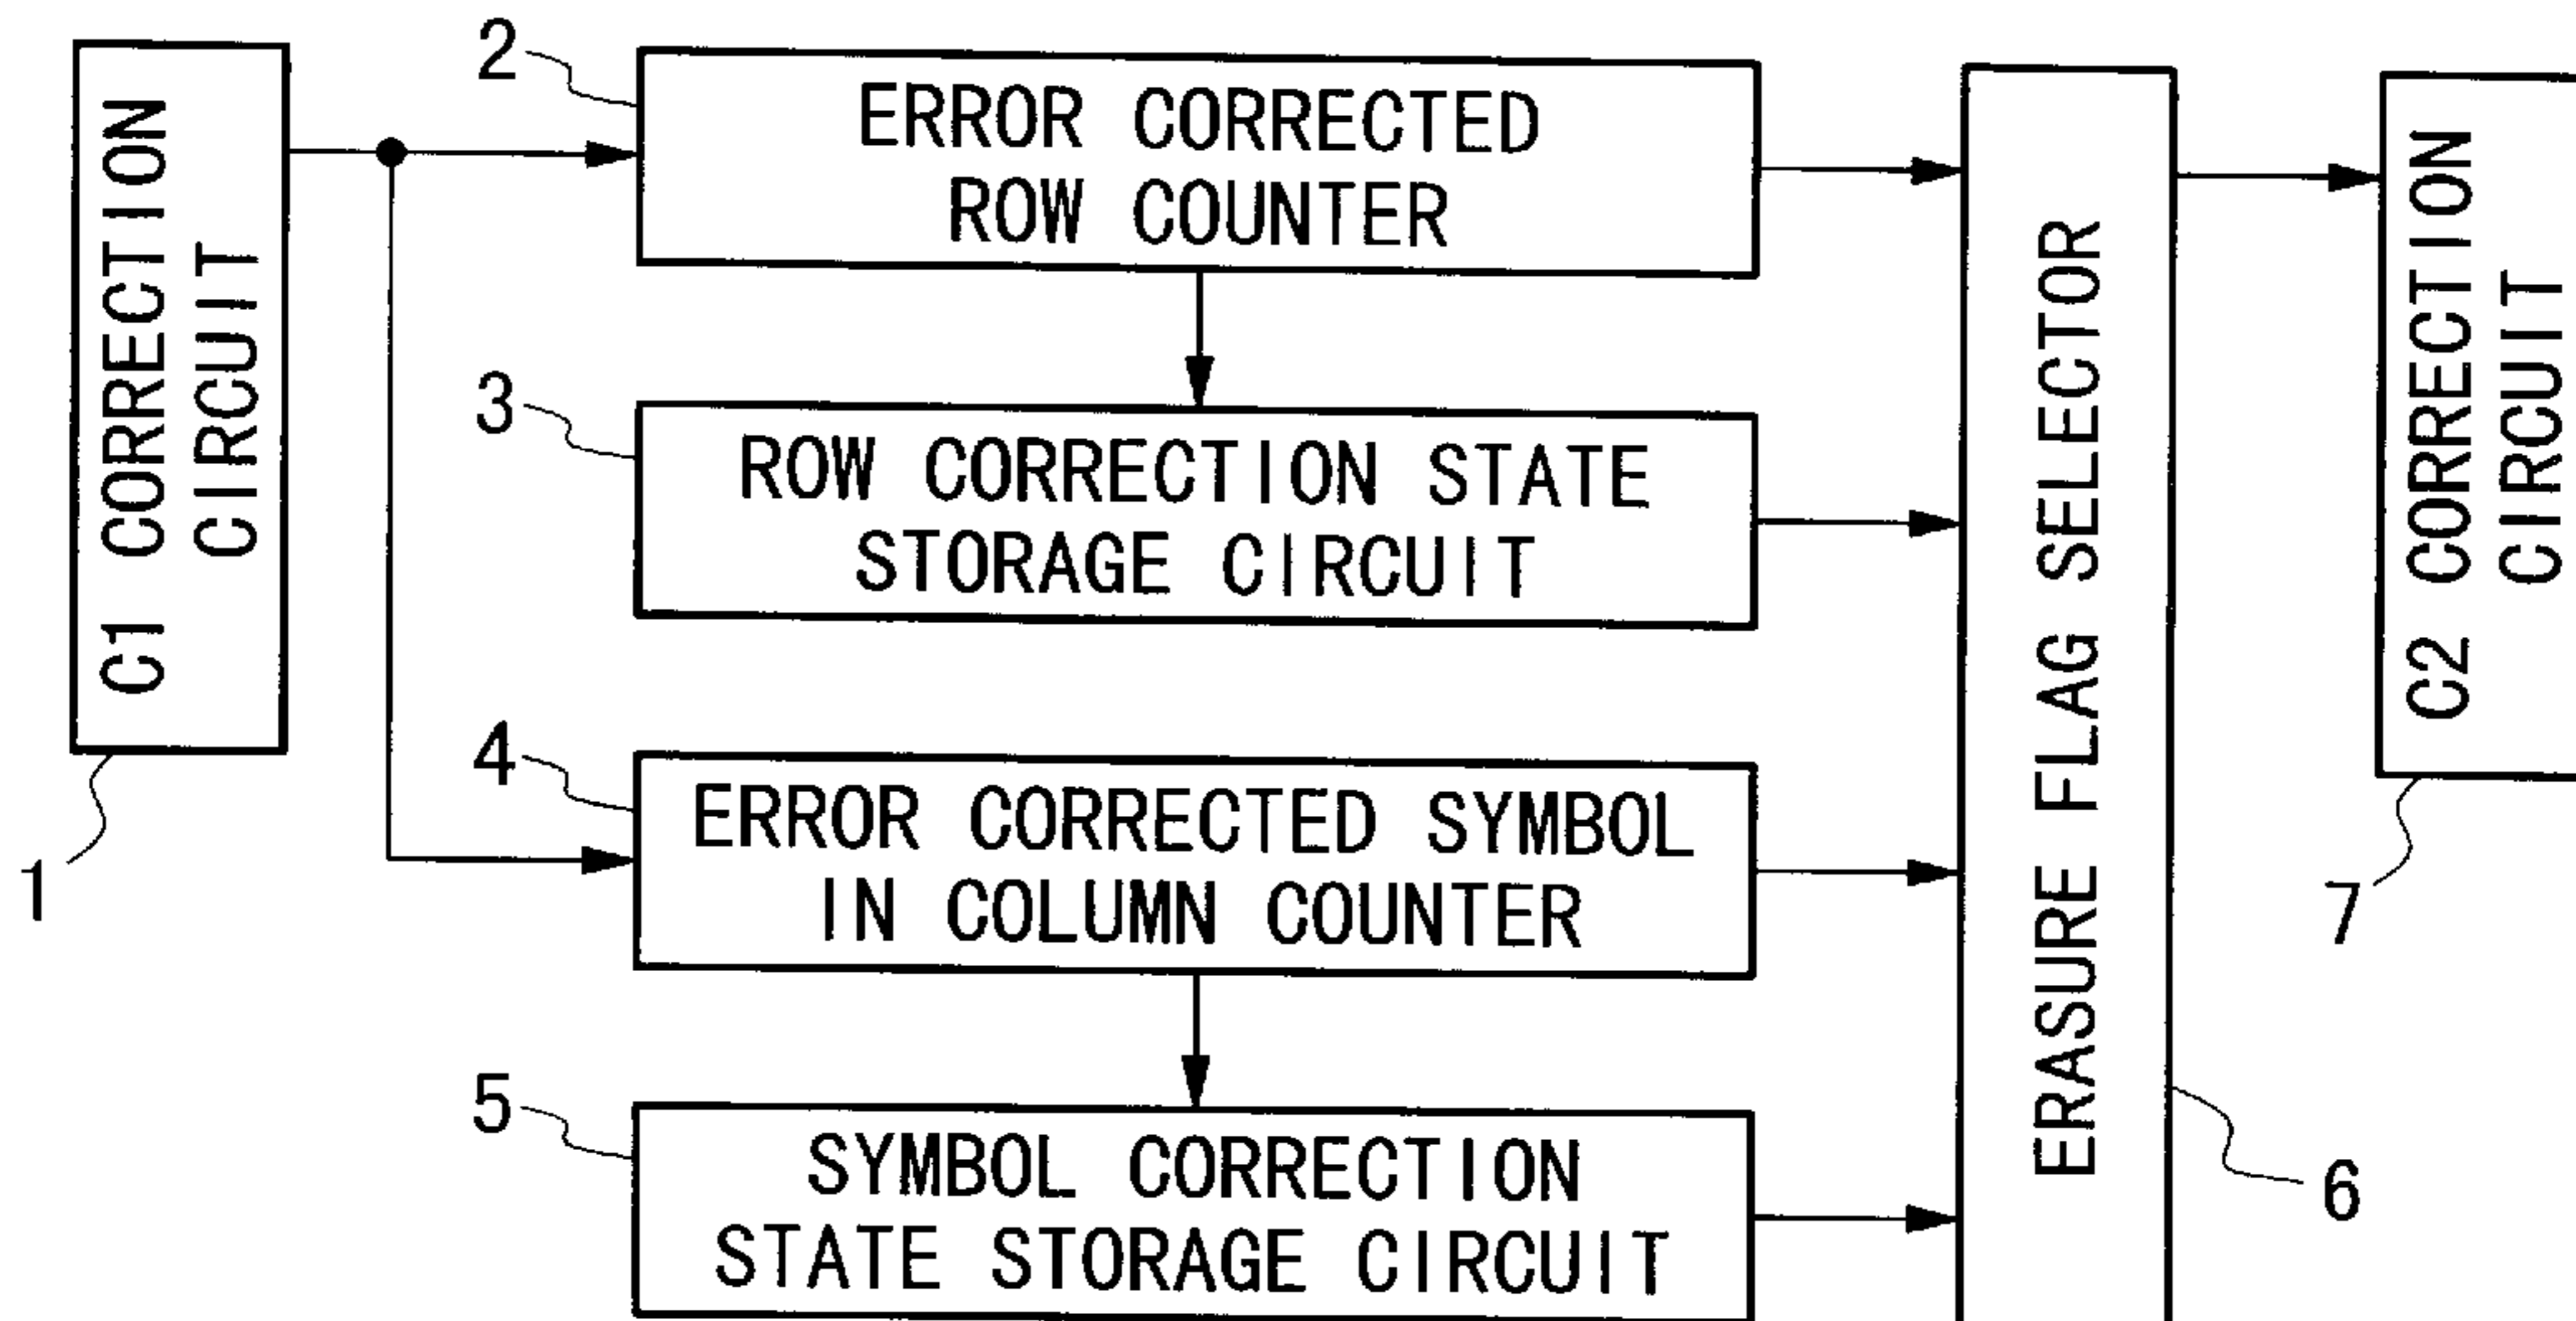 1
C1 CORRECTION
CIRCUIT
2
ERROR CORRECTED
ROW COUNTER
3
ROW CORRECTION STATE
STORAGE CIRCUIT
4
ERROR CORRECTED SYMBOL
IN COLUMN COUNTER
5
SYMBOL CORRECTION
STATE STORAGE CIRCUIT
ERASURE FLAG SELECTOR
6
C2 CORRECTION
CIRCUIT
7